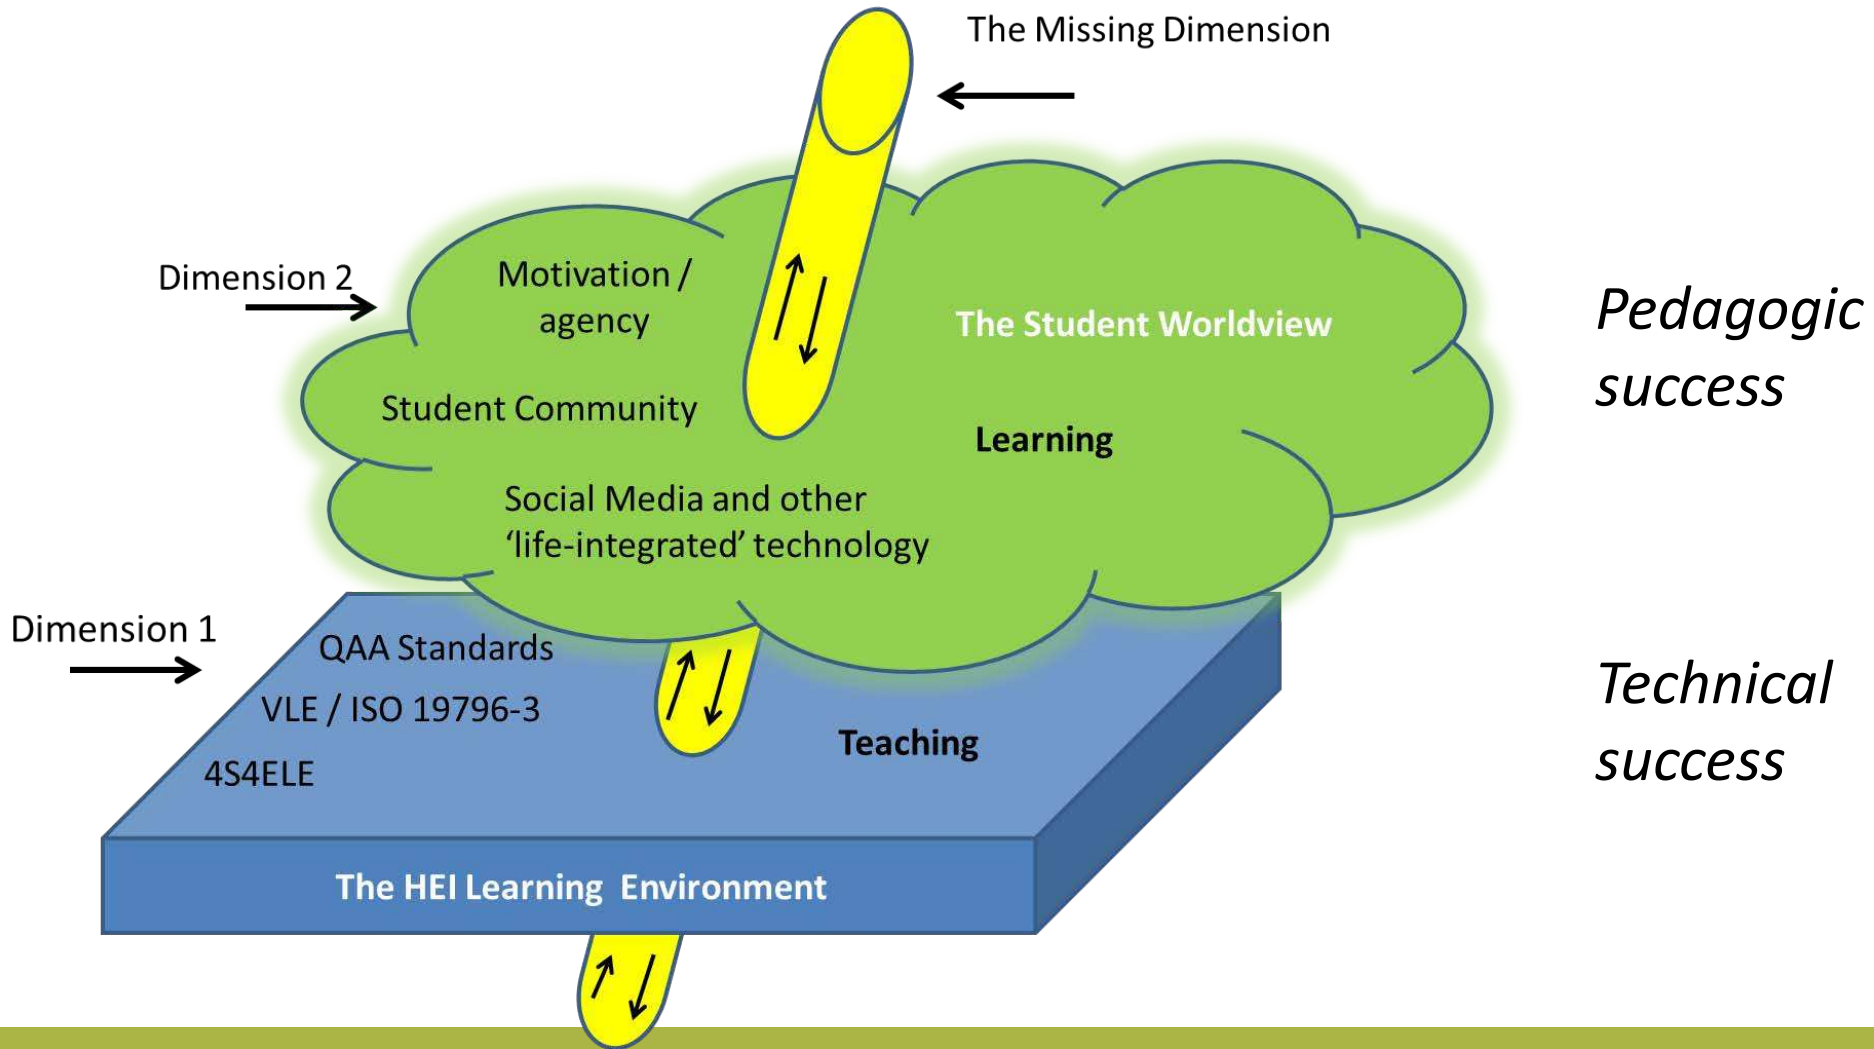 The Missing Dimension
Dimension 2
Motivation /
agency
The Student Worldview
Pedagogic
success
Student Community
Learning
Social Media and other
‘life-integrated’ technology
Dimension 1
QAA Standards
VLE / ISO 19796-3
4S4ELE
Teaching
Technical
success
The HEI Learning  Environment